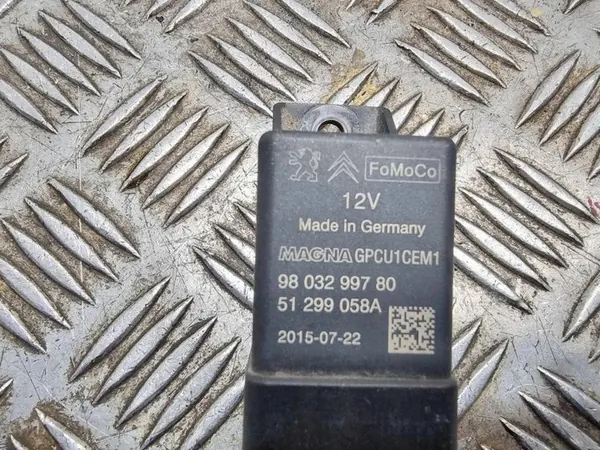 FoMoCo
12V
Made in Germany
MAGNA GPCU1CEM1
98 032 997 80
51 299 058A
2015-07-22